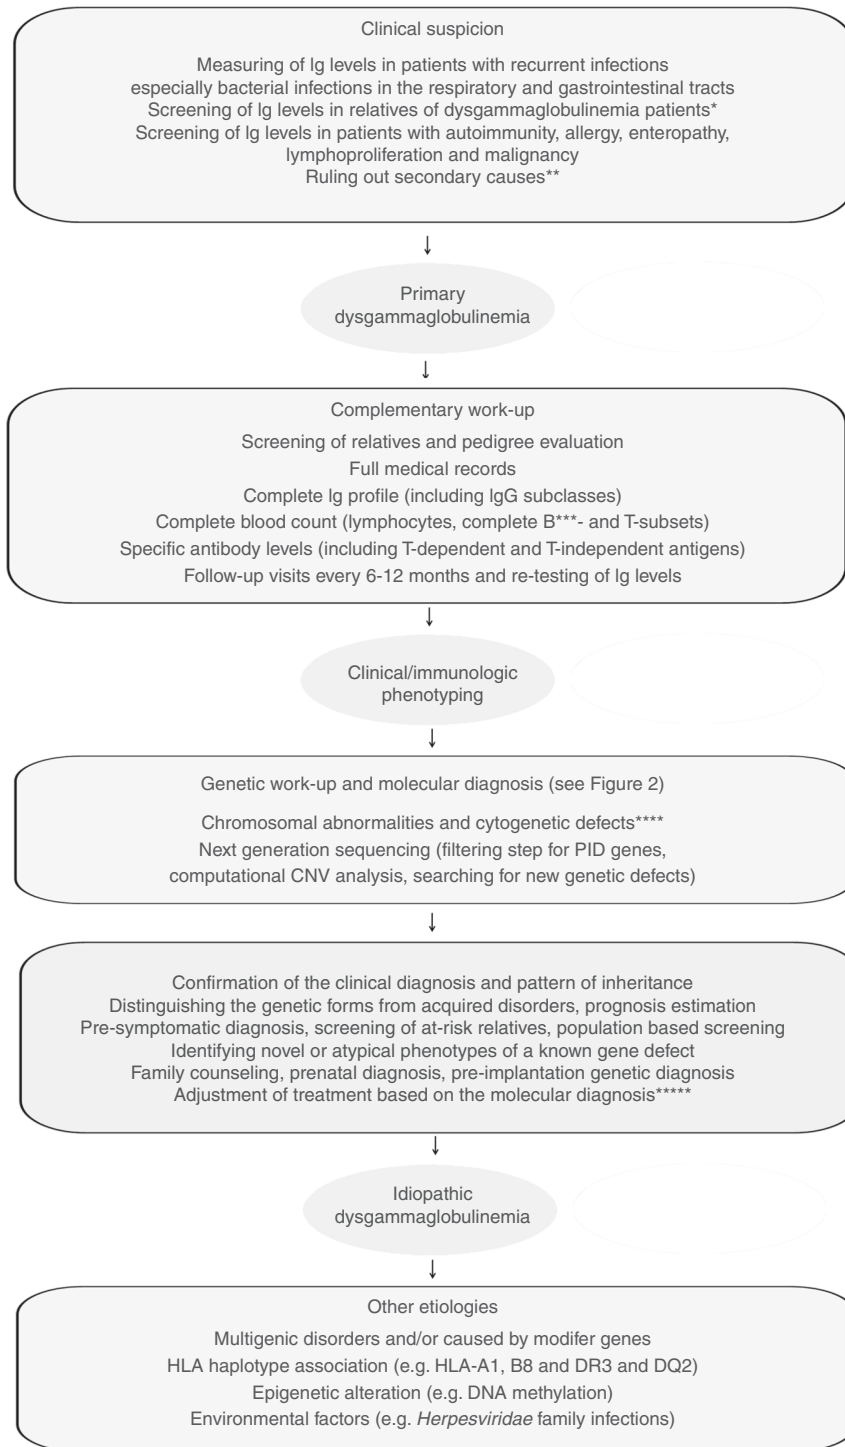 Clinical suspicion
Measuring of Ig levels in patients with recurrent infections
especially bacterial infections in the respiratory and gastrointestinal tracts
Screening of Ig levels in relatives of dysgammaglobulinemia patients*
Screening of Ig levels in patients with autoimmunity, allergy, enteropathy,
lymphoproliferation and malignancy
Ruling out secondary causes**
↓
Primary
dysgammaglobulinemia
↓
Complementary work-up
Screening of relatives and pedigree evaluation
Full medical records
Complete Ig profile (including IgG subclasses)
Complete blood count (lymphocytes, complete B***- and T-subsets)
Specific antibody levels (including T-dependent and T-independent antigens)
Follow-up visits every 6-12 months and re-testing of Ig levels
↓
Clinical/immunologic
phenotyping
↓
Genetic work-up and molecular diagnosis (see Figure 2)
Chromosomal abnormalities and cytogenetic defects****
Next generation sequencing (filtering step for PID genes,
computational CNV analysis, searching for new genetic defects)
↓
Confirmation of the clinical diagnosis and pattern of inheritance
Distinguishing the genetic forms from acquired disorders, prognosis estimation
Pre-symptomatic diagnosis, screening of at-risk relatives, population based screening
Identifying novel or atypical phenotypes of a known gene defect
Family counseling, prenatal diagnosis, pre-implantation genetic diagnosis
Adjustment of treatment based on the molecular diagnosis*****
↓
Idiopathic
dysgammaglobulinemia
↓
Other etiologies
Multigenic disorders and/or caused by modifer genes
HLA haplotype association (e.g. HLA-A1, B8 and DR3 and DQ2)
Epigenetic alteration (e.g. DNA methylation)
Environmental factors (e.g. Herpesviridae family infections)